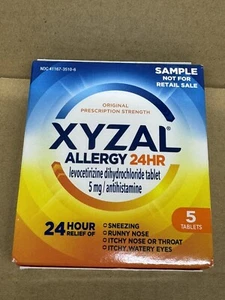 NDC 41167-3510-6
SAMPLE
NOT FOR
RETAIL SALE
ORIGINAL
PRESCRIPTION STRENGTH
XYZAL®
ALLERGY 24HR
levocetirizine dihydrochloride tablet
5 mg / antihistamine
24 HOUR
RELIEF OF
SNEEZING
RUNNY NOSE
ITCHY NOSE OR THROAT
ITCHY, WATERY EYES
5
TABLETS